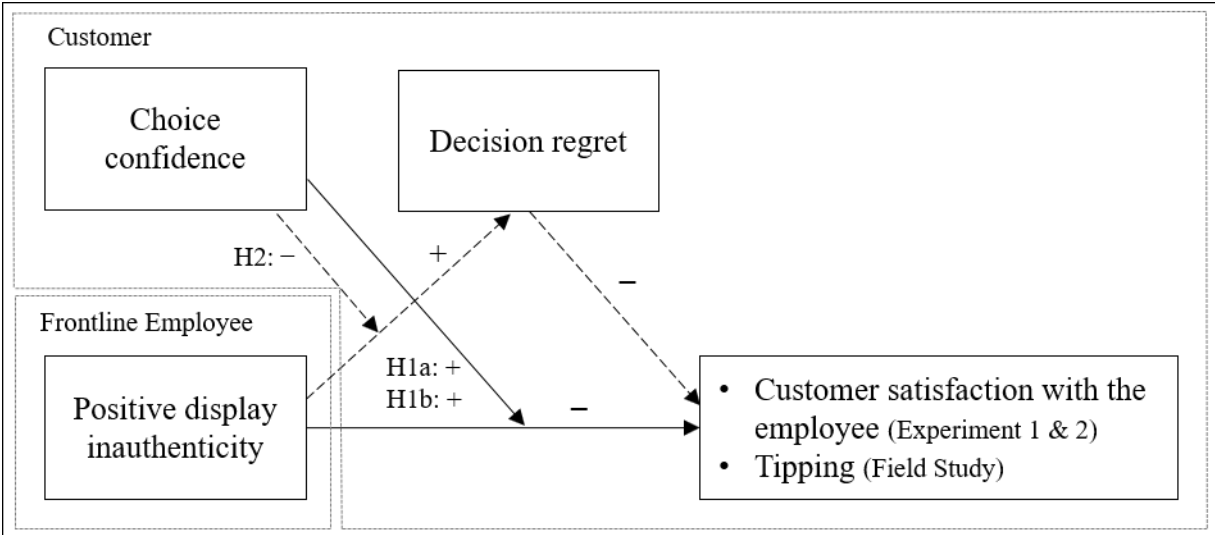 Customer
Choice
confidence
Decision regret
H2: −
+
−
Frontline Employee
Positive display
inauthenticity
H1a: +
H1b: +
−
• Customer satisfaction with the
employee (Experiment 1 & 2)
• Tipping (Field Study)